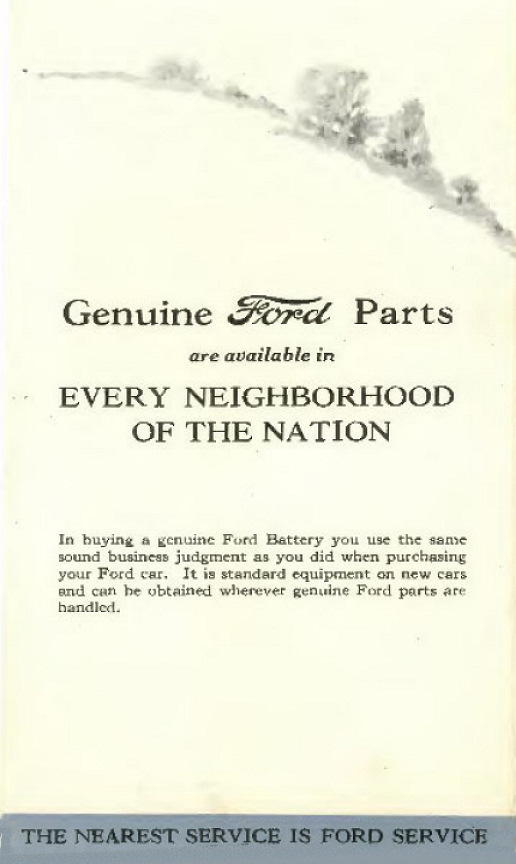 Genuine Ford Parts
are available in
EVERY NEIGHBORHOOD
OF THE NATION
In buying a genuine Ford Battery you use the same
sound business judgment as you did when purchasing
your Ford car. It is standard equipment on new cars
and can be obtained wherever genuine Ford parts are
handled.
THE NEAREST SERVICE IS FORD SERVICE